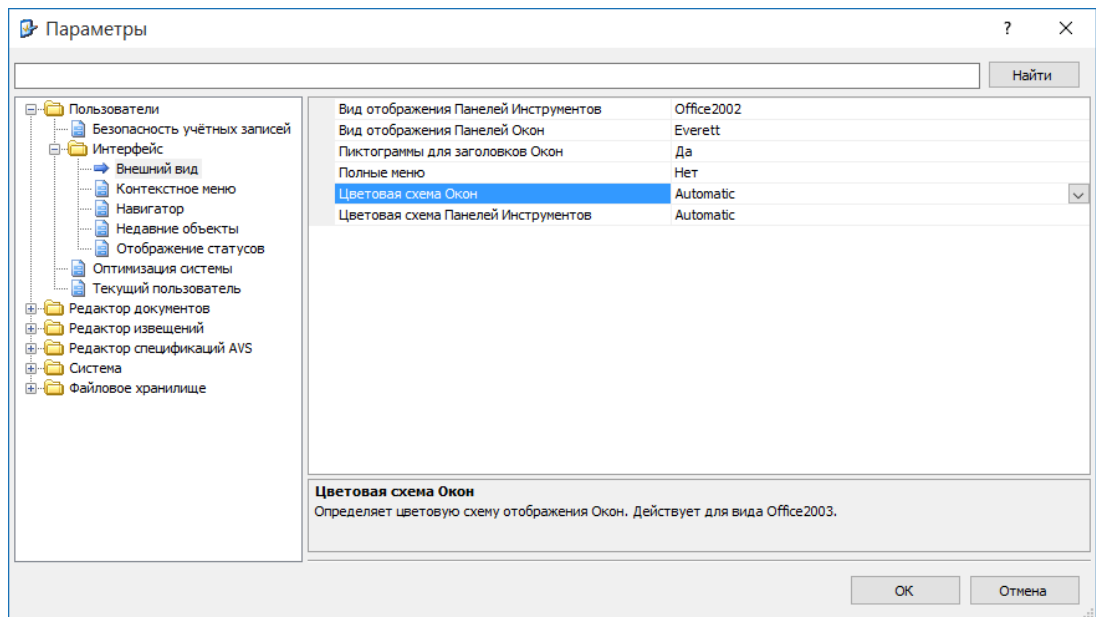 Параметры
?
Найти
Пользователи
Безопасность учётных записей
Интерфейс
Внешний вид
Контекстное меню
Навигатор
Недавние объекты
Отображение статусов
Оптимизация системы
Текущий пользователь
Редактор документов
Редактор извещений
Редактор спецификаций AVS
Система
Файловое хранилище
Вид отображения Панелей Инструментов Office2002
Вид отображения Панелей Окон Everett
Пиктограммы для заголовков Окон Да
Полные меню Нет
Цветовая схема Окон Automatic
Цветовая схема Панелей Инструментов Automatic
Цветовая схема Окон
Определяет цветовую схему отображения Окон. Действует для вида Office2003.
ОК Отмена